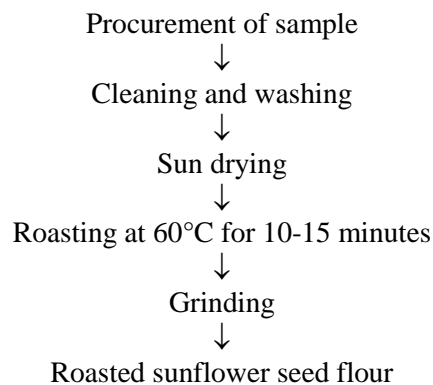 Procurement of sample
↓
Cleaning and washing
↓
Sun drying
↓
Roasting at 60°C for 10-15 minutes
↓
Grinding
↓
Roasted sunflower seed flour